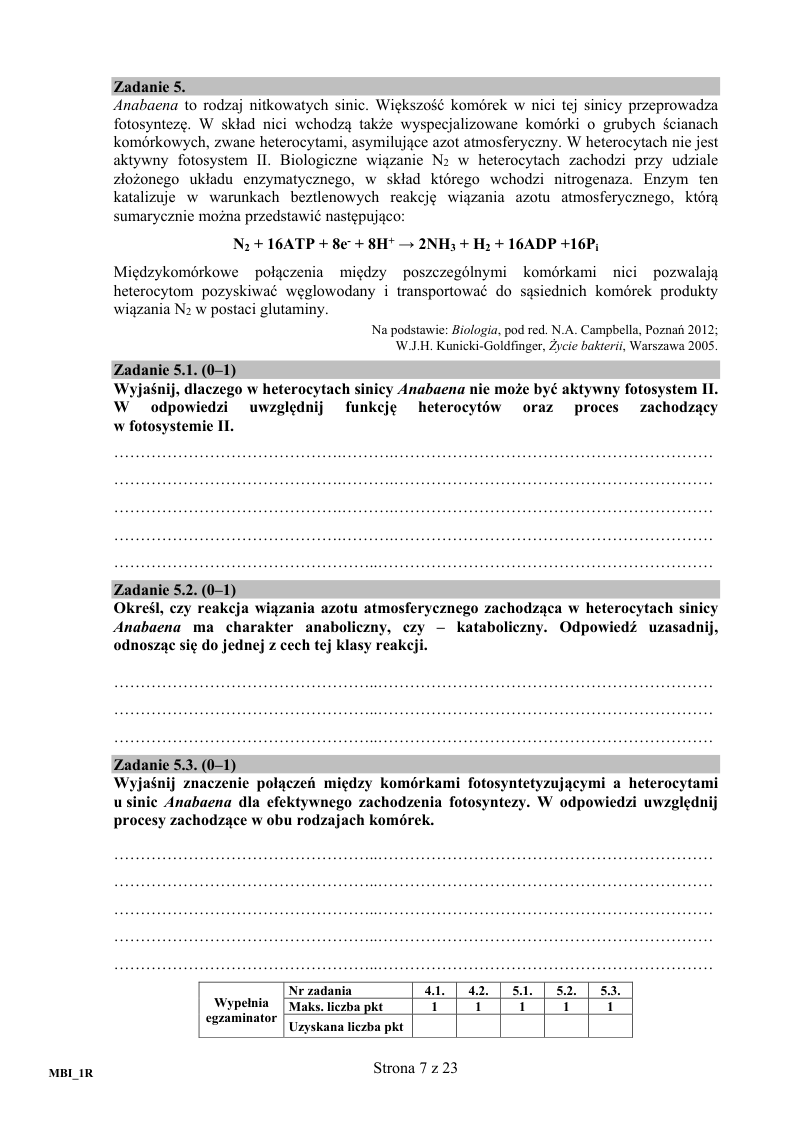 Zadanie 5.
Anabaena to rodzaj nitkowatych sinic. Większość komórek w nici tej sinicy przeprowadza
fotosyntezę. W skład nici wchodzą także wyspecjalizowane komórki o grubych ścianach
komórkowych, zwane heterocytami, asymilujące azot atmosferyczny. W heterocytach nie jest
aktywny fotosystem II. Biologiczne wiązanie N₂ w heterocytach zachodzi przy udziale
złożonego układu enzymatycznego, w skład którego wchodzi nitrogenaza. Enzym ten
katalizuje w warunkach beztlenowych reakcję wiązania azotu atmosferycznego, którą
sumarycznie można przedstawić następująco:
N₂ + 16ATP + 8e⁻ + 8H⁺ → 2NH₃ + H₂ + 16ADP +16Pᵢ
Międzykomórkowe połączenia między poszczególnymi komórkami nici pozwalają
heterocytom pozyskiwać węglowodany i transportować do sąsiednich komórek produkty
wiązania N₂ w postaci glutaminy.
Na podstawie: Biologia, pod red. N.A. Campbella, Poznań 2012;
W.J.H. Kunicki-Goldfinger, Życie bakterii, Warszawa 2005.
Zadanie 5.1. (0–1)
Wyjaśnij, dlaczego w heterocytach sinicy Anabaena nie może być aktywny fotosystem II.
W odpowiedzi uwzględnij funkcję heterocytów oraz proces zachodzący
w fotosystemie II.
Zadanie 5.2. (0–1)
Określ, czy reakcja wiązania azotu atmosferycznego zachodząca w heterocytach sinicy
Anabaena ma charakter anaboliczny, czy – kataboliczny. Odpowiedź uzasadnij,
odnosząc się do jednej z cech tej klasy reakcji.
Zadanie 5.3. (0–1)
Wyjaśnij znaczenie połączeń między komórkami fotosyntetyzującymi a heterocytami
u sinic Anabaena dla efektywnego zachodzenia fotosyntezy. W odpowiedzi uwzględnij
procesy zachodzące w obu rodzajach komórek.
Wypełnia egzaminator
Nr zadania 4.1. 4.2. 5.1. 5.2. 5.3.
Maks. liczba pkt 1 1 1 1 1
Uzyskana liczba pkt
MBI_1R
Strona 7 z 23